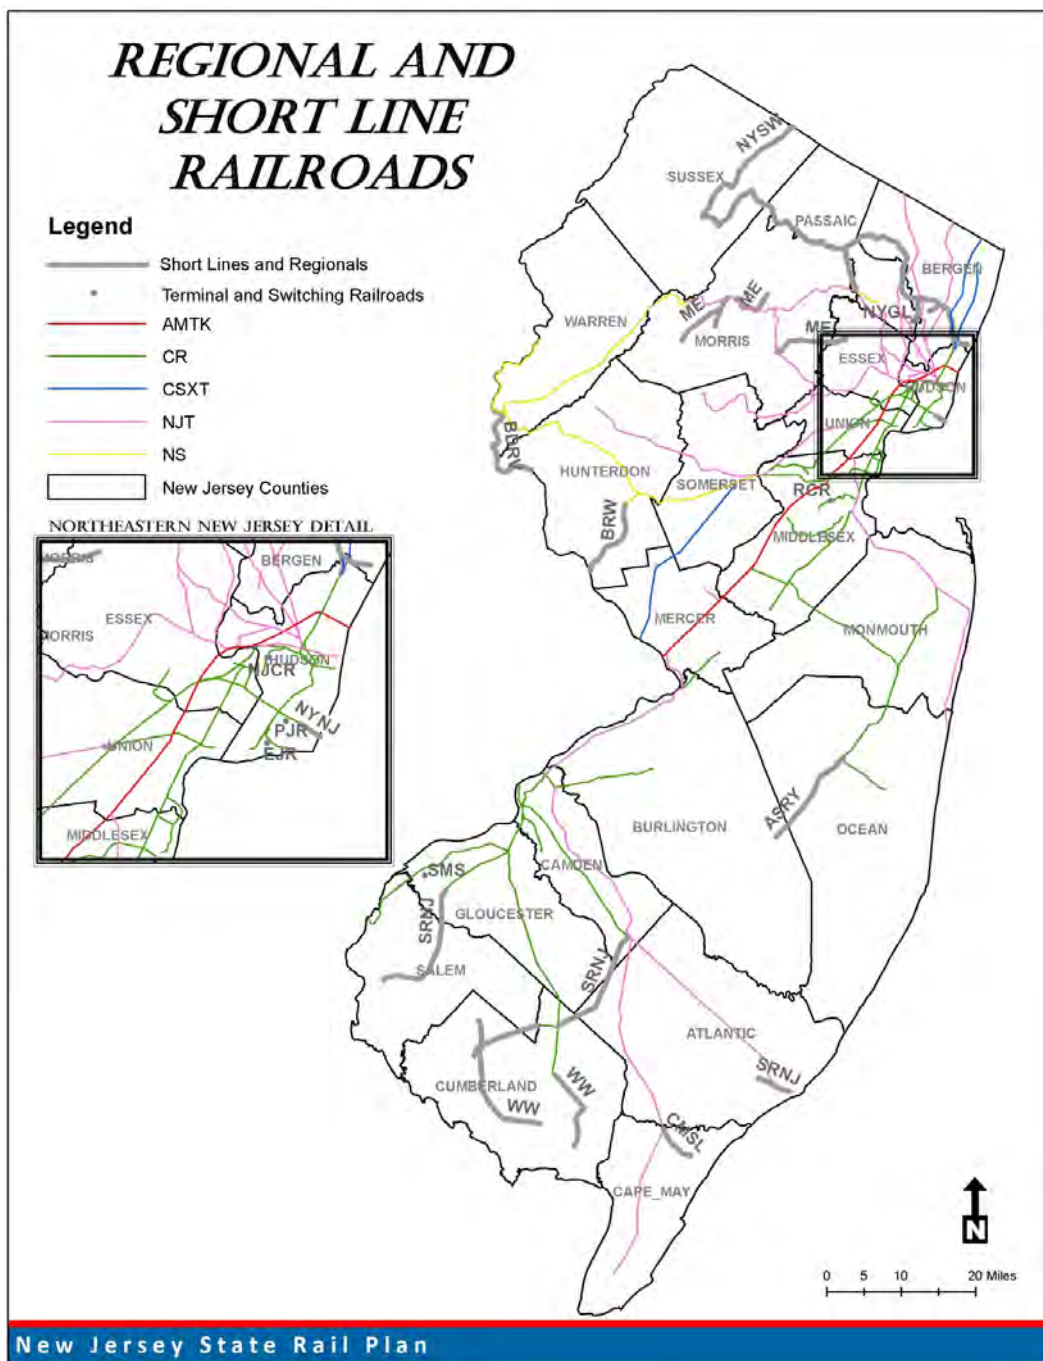 REGIONAL AND
SHORT LINE
RAILROADS
Legend
Short Lines and Regionals
Terminal and Switching Railroads
AMTK
CR
CSXT
NJT
NS
New Jersey Counties
NORTHEASTERN NEW JERSEY DETAIL
MORRIS
BERGEN
ESSEX
MORRIS
HUDSON
NJCR
NYNJ
PJR
EJR
UNION
MIDDLESEX
NYSW
SUSSEX
PASSAIC
BERGEN
NYGL
WARREN
ME
ME
MORRIS
ME
ESSEX
HUDSON
UNION
HUNTERDON
SOMERSET
RCR
BRW
MIDDLESEX
MERCER
MONMOUTH
ASRY
BURLINGTON
OCEAN
SMS
CAMDEN
SRNJ
GLOUCESTER
SALEM
SRNJ
ATLANTIC
SRNJ
CUMBERLAND
WW
WW
CMSL
CAPE_MAY
N
0 5 10 20 Miles
New Jersey State Rail Plan